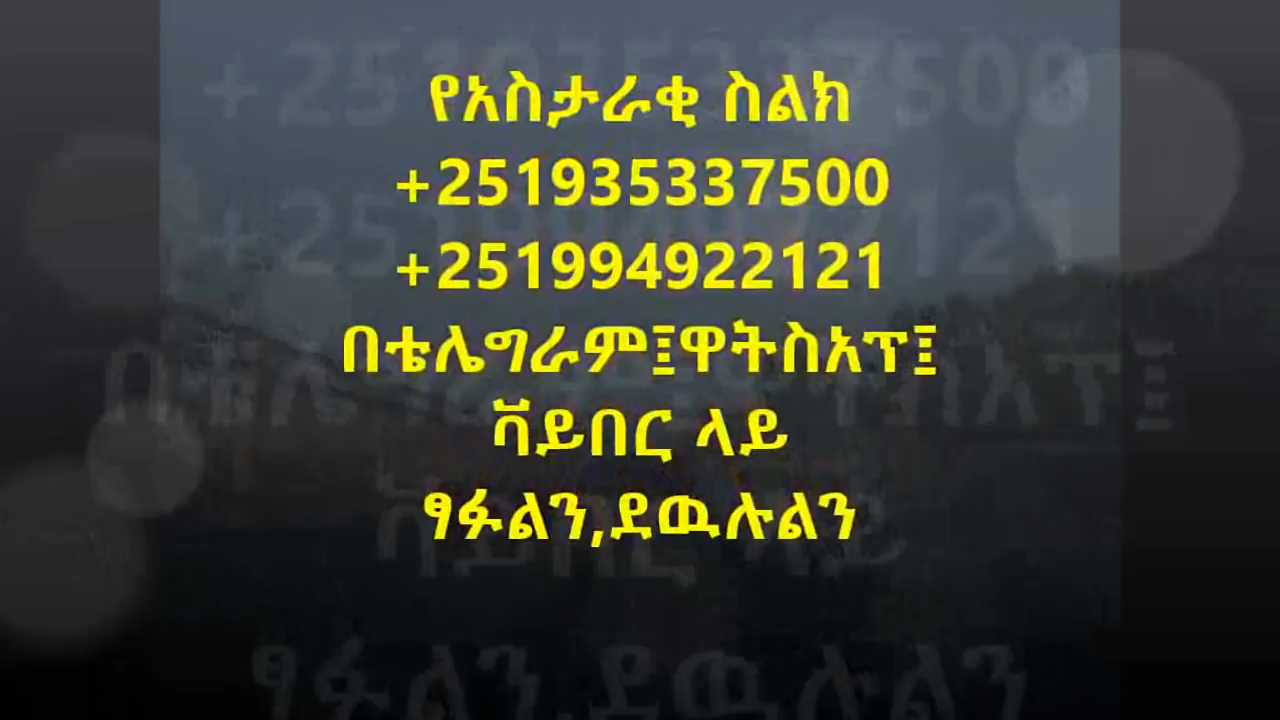 የአስታራቂ ስልክ
+251935337500
+251994922121
በቴሌግራም፤ዋትስአፕ፤
ቫይበር ላይ
ፃፉልን,ደዉሉልን